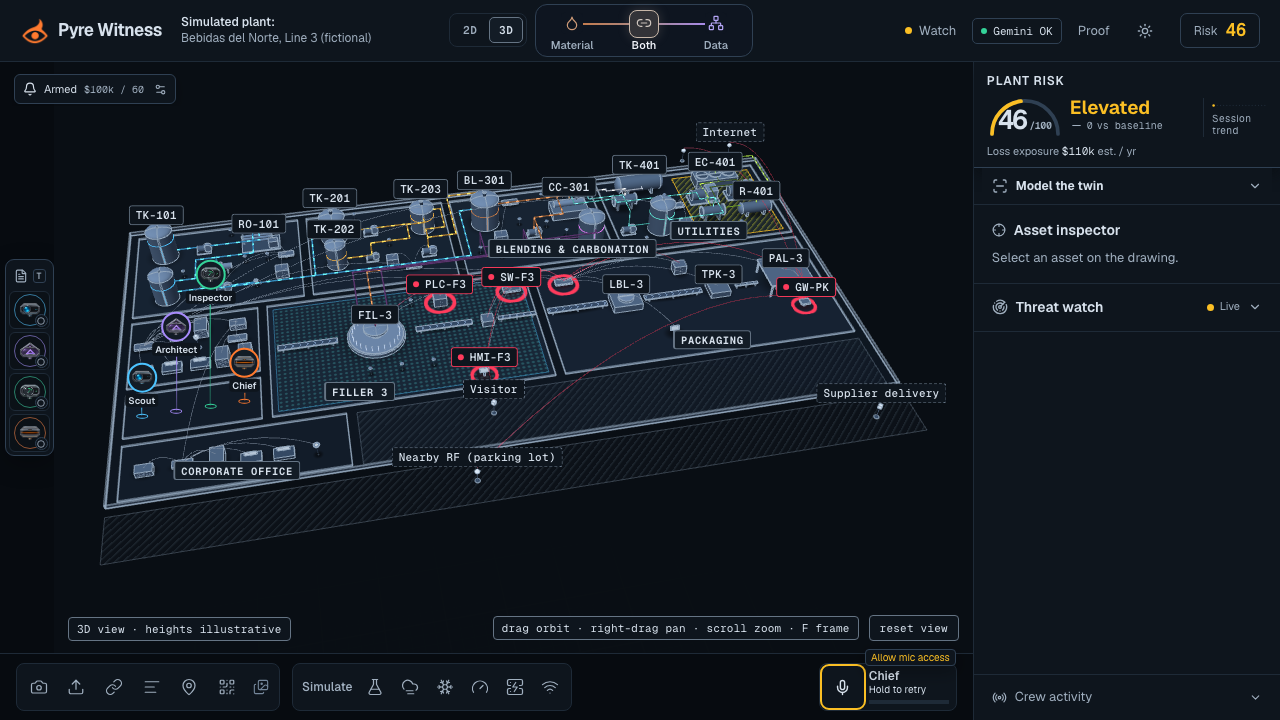 Pyre Witness
Simulated plant:
Bebidas del Norte, Line 3 (fictional)
2D
3D
Material
Both
Data
Watch
Gemini OK
Proof
Risk 46
Armed $100k / 60
PLANT RISK
46 /100
Elevated
— 0 vs baseline
Session trend
Loss exposure $110k est. / yr
Model the twin
Asset inspector
Select an asset on the drawing.
Threat watch
Live
Crew activity
Internet
TK-401
EC-401
R-401
TK-101
RO-101
TK-201
TK-202
TK-203
BL-301
CC-301
UTILITIES
BLENDING & CARBONATION
PAL-3
TPK-3
LBL-3
GW-PK
PLC-F3
SW-F3
FIL-3
HMI-F3
PACKAGING
FILLER 3
Visitor
Supplier delivery
Nearby RF (parking lot)
CORPORATE OFFICE
Inspector
Architect
Chief
Scout
T
3D view · heights illustrative
drag orbit · right-drag pan · scroll zoom · F frame
reset view
Simulate
Allow mic access
Chief
Hold to retry